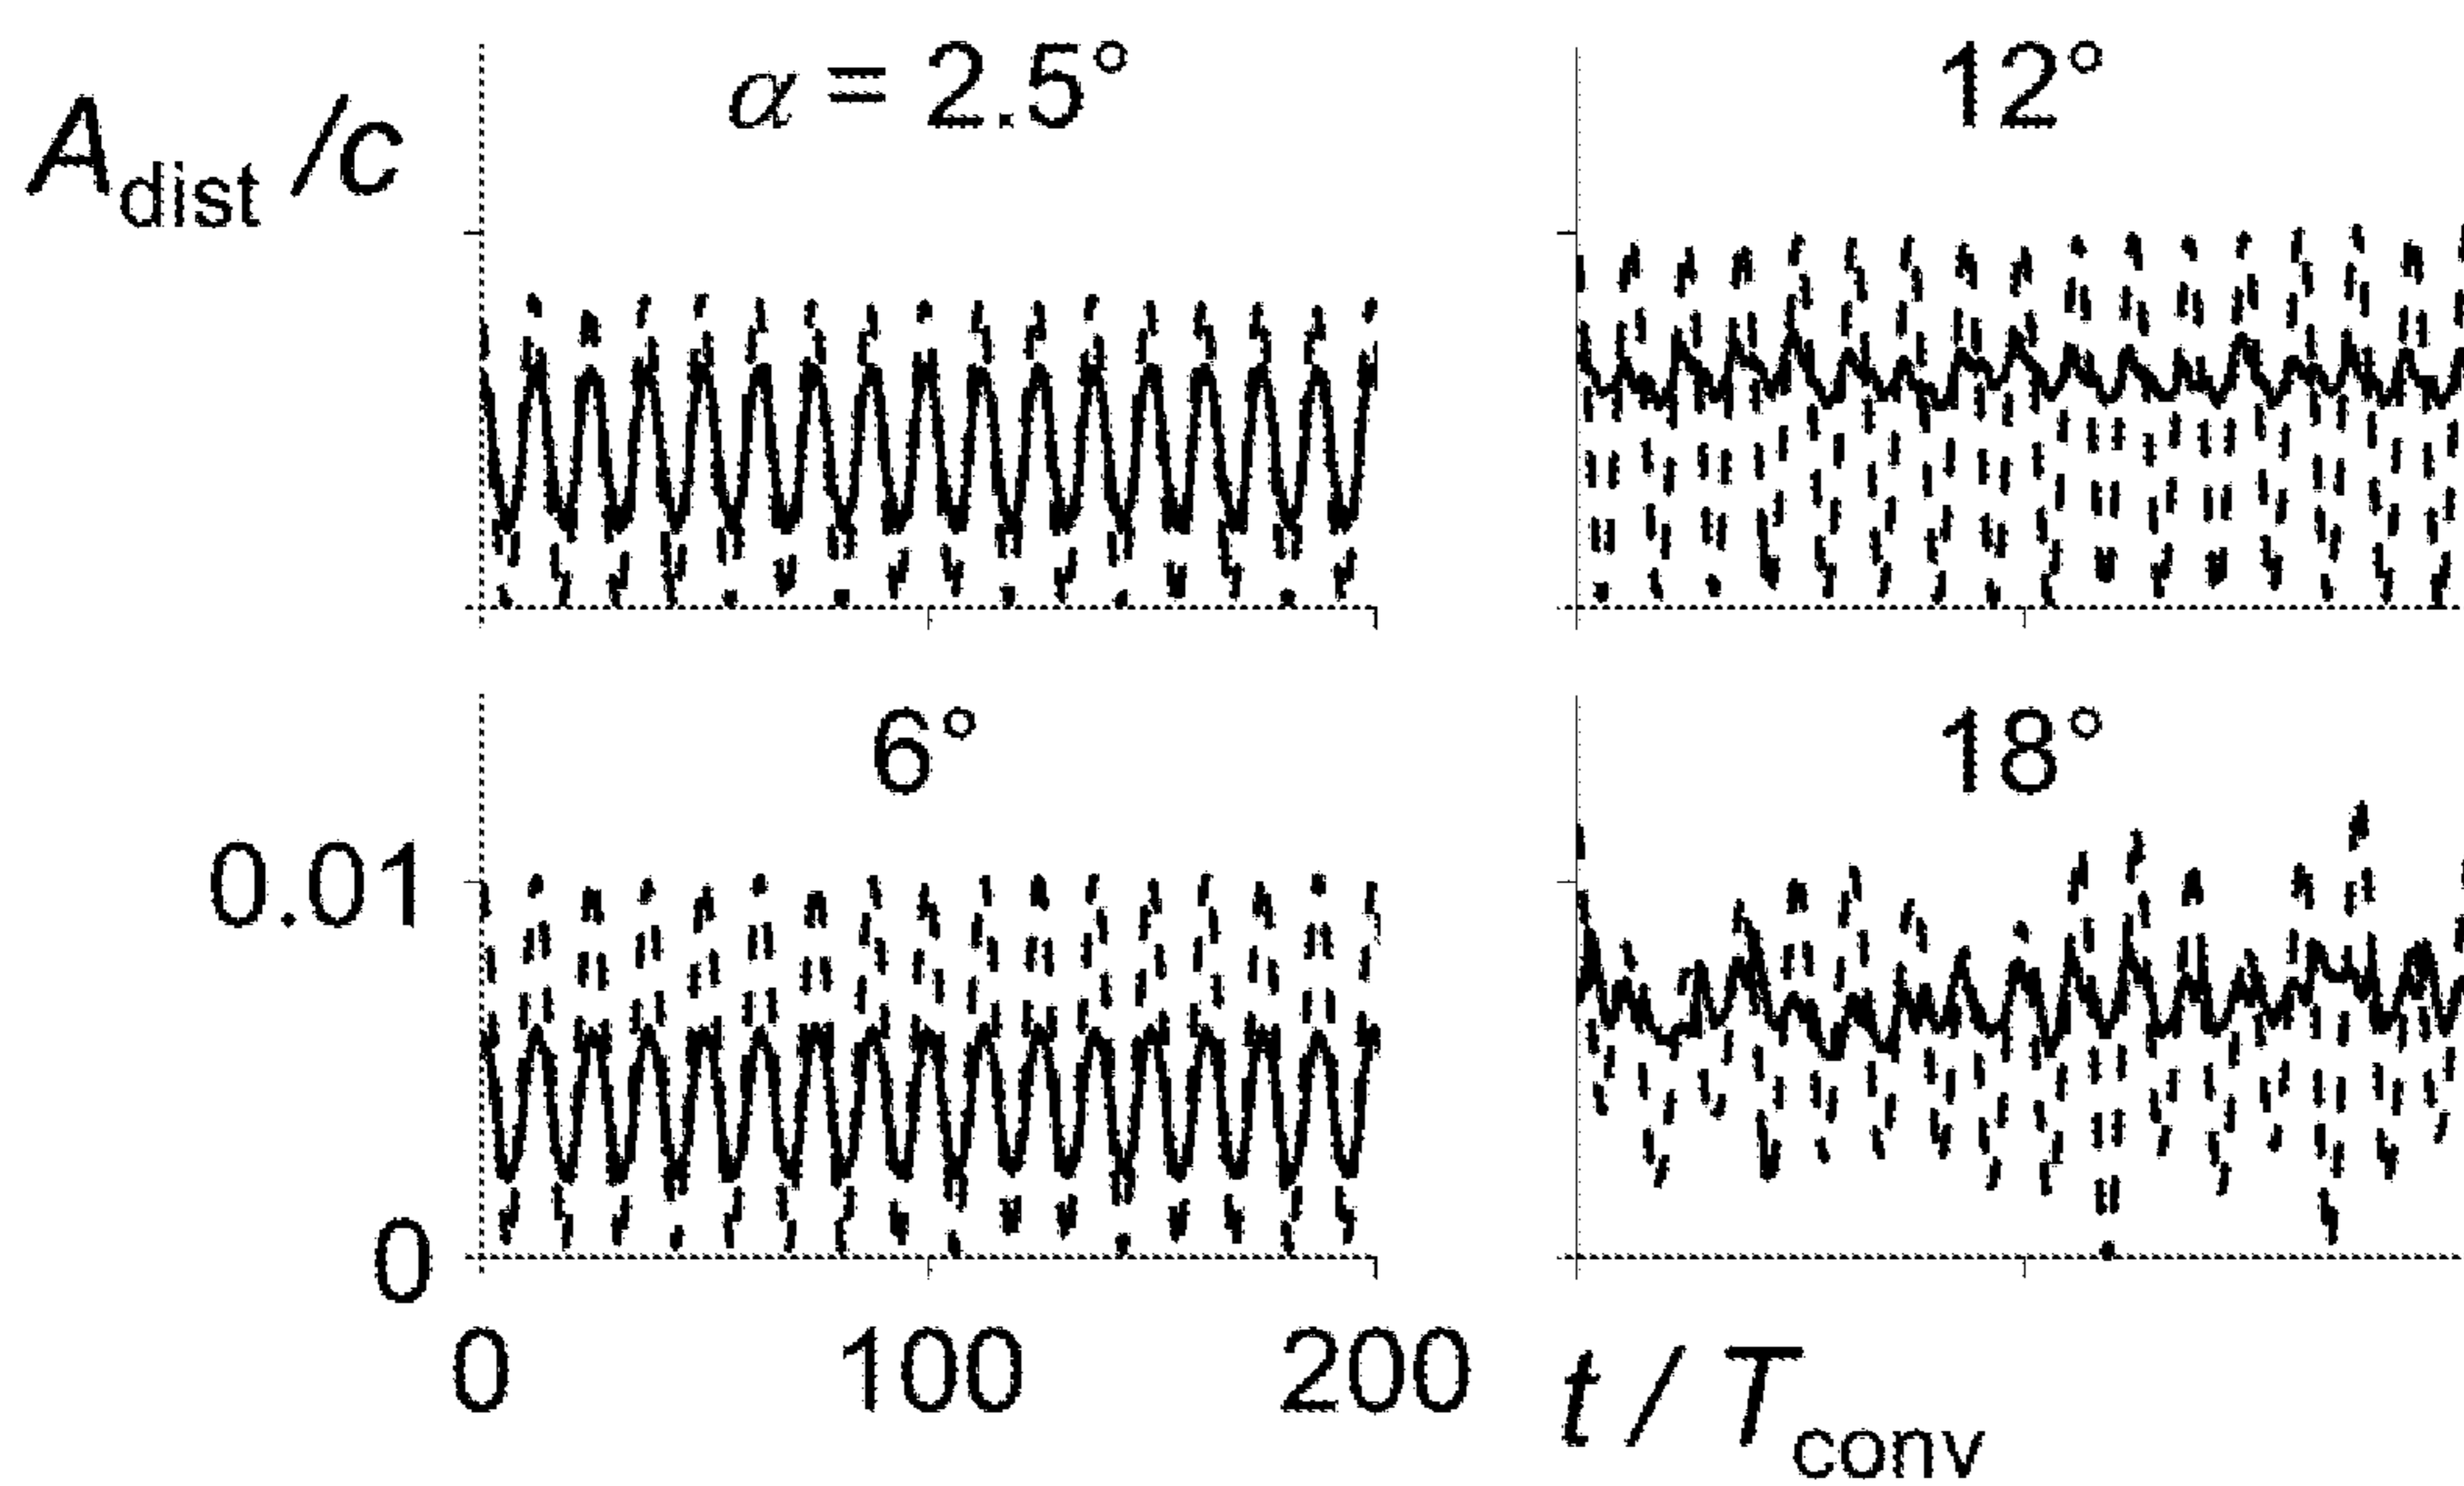 A_dist /c
α = 2.5°
12°
6°
18°
0.01
0
0 100 200
t / T_conv